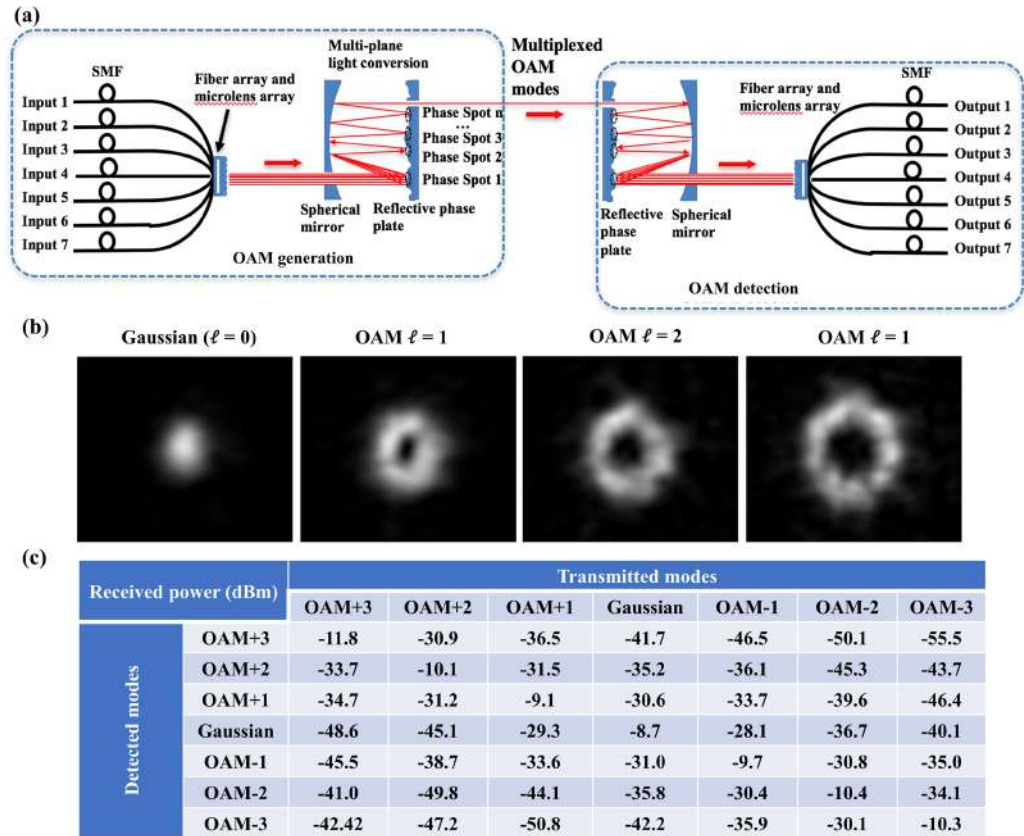 (a)
SMF
Input 1
Input 2
Input 3
Input 4
Input 5
Input 6
Input 7
Fiber array and
microlens array
Multi-plane
light conversion
Phase Spot n
...
Phase Spot 3
Phase Spot 2
Phase Spot 1
Spherical
mirror
Reflective phase
plate
OAM generation
Multiplexed
OAM
modes
Reflective
phase
plate
Spherical
mirror
Fiber array and
microlens array
SMF
Output 1
Output 2
Output 3
Output 4
Output 5
Output 6
Output 7
OAM detection
(b)
Gaussian (ℓ = 0) OAM ℓ = 1 OAM ℓ = 2 OAM ℓ = 1
(c)
Received power (dBm) Transmitted modes
OAM+3 OAM+2 OAM+1 Gaussian OAM-1 OAM-2 OAM-3
Detected modes
OAM+3 -11.8 -30.9 -36.5 -41.7 -46.5 -50.1 -55.5
OAM+2 -33.7 -10.1 -31.5 -35.2 -36.1 -45.3 -43.7
OAM+1 -34.7 -31.2 -9.1 -30.6 -33.7 -39.6 -46.4
Gaussian -48.6 -45.1 -29.3 -8.7 -28.1 -36.7 -40.1
OAM-1 -45.5 -38.7 -33.6 -31.0 -9.7 -30.8 -35.0
OAM-2 -41.0 -49.8 -44.1 -35.8 -30.4 -10.4 -34.1
OAM-3 -42.42 -47.2 -50.8 -42.2 -35.9 -30.1 -10.3